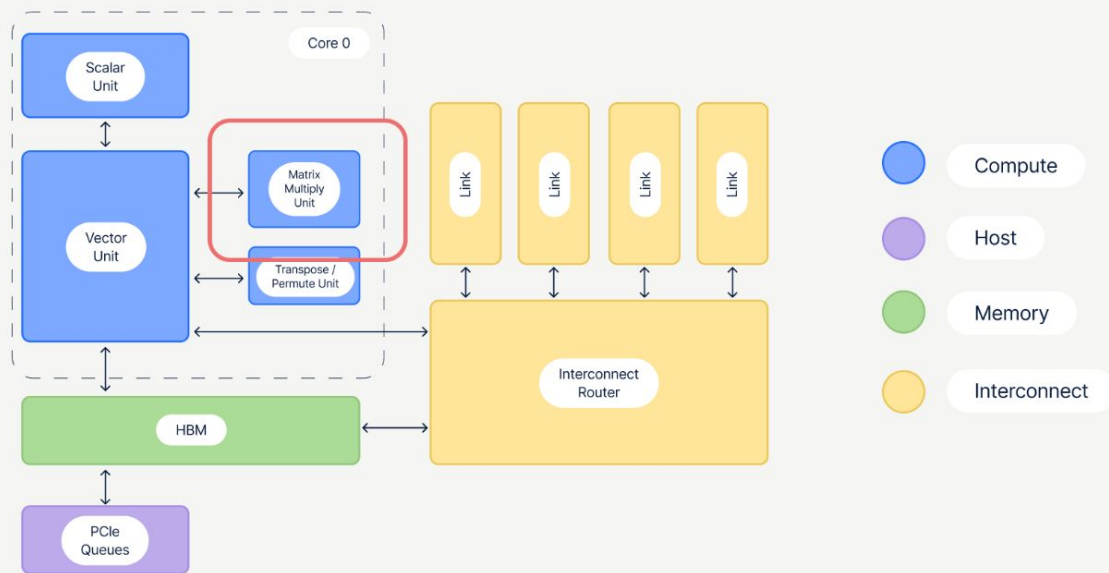 Core 0
Scalar
Unit
Matrix
Multiply
Unit
Vector
Unit
Transpose /
Permute Unit
HBM
PCIe
Queues
Link
Link
Link
Link
Interconnect
Router
Compute
Host
Memory
Interconnect